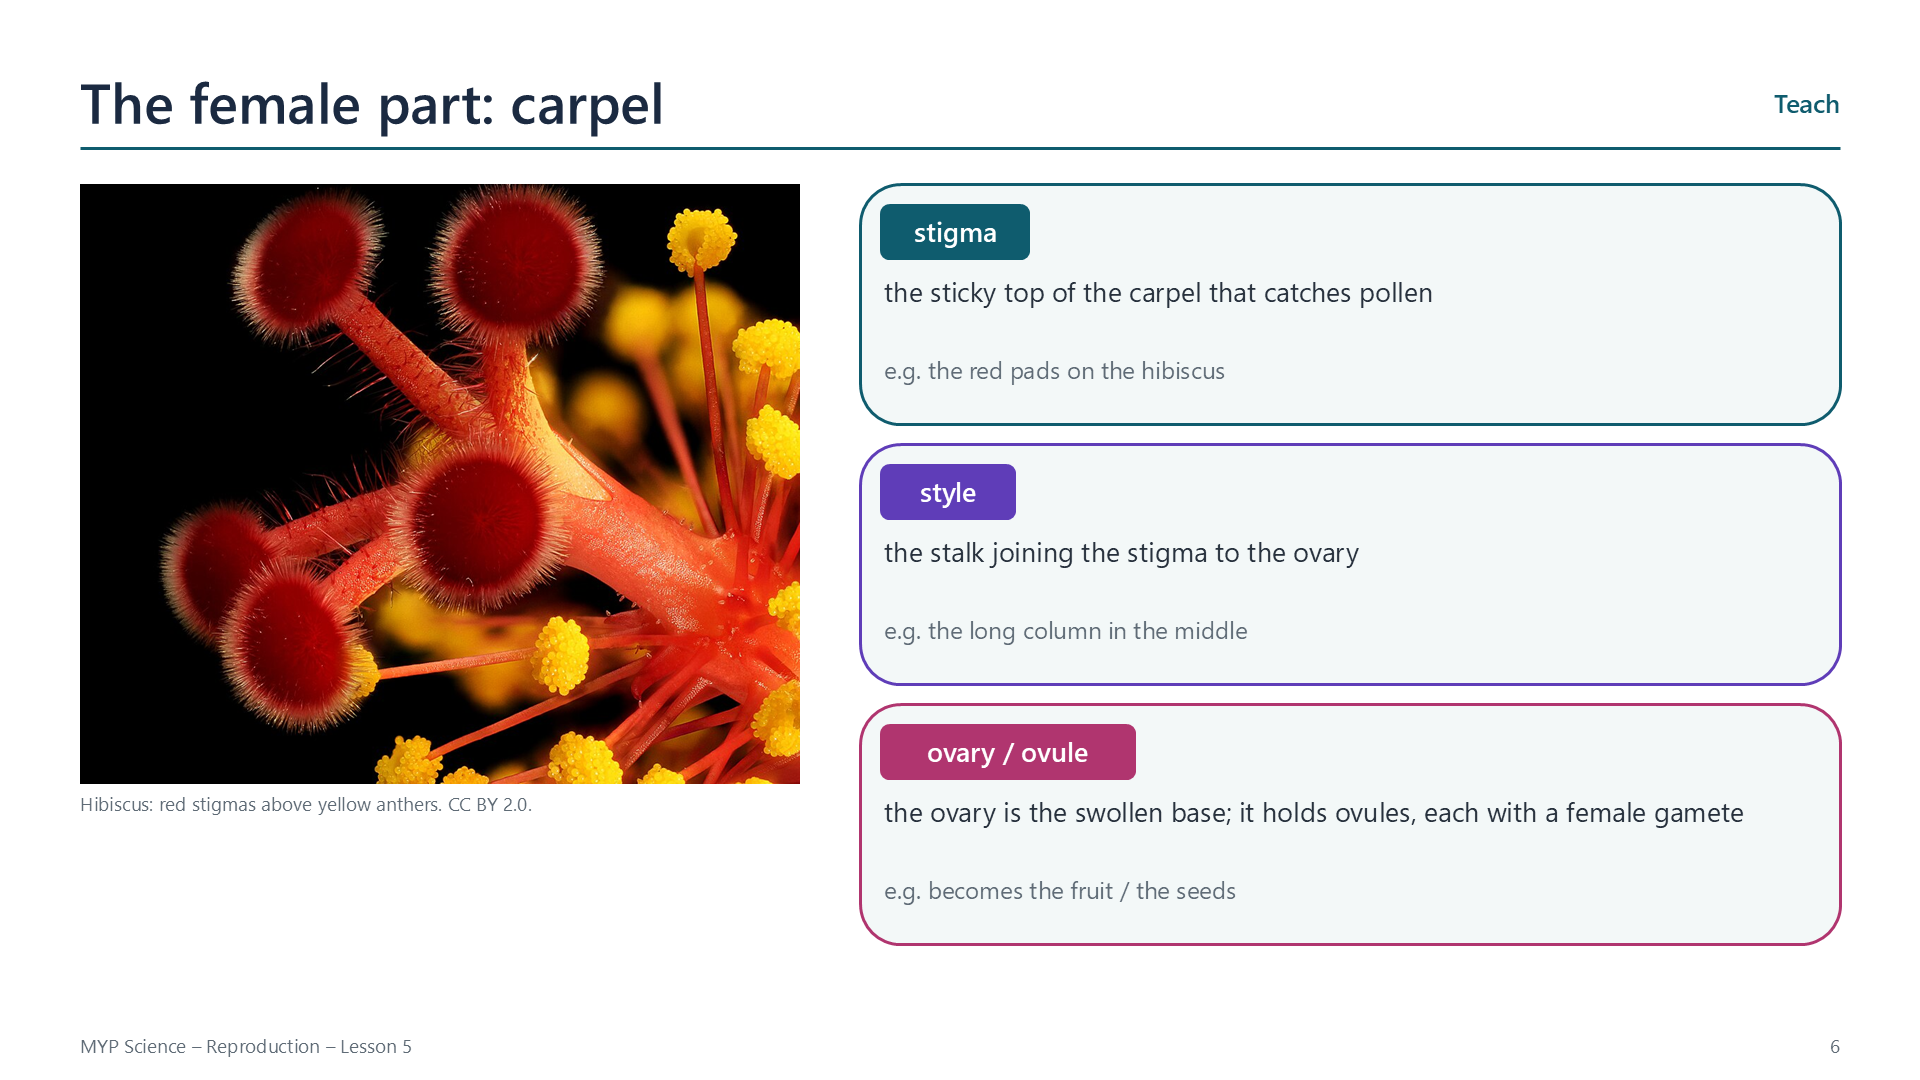 The female part: carpel
Teach
stigma
the sticky top of the carpel that catches pollen
e.g. the red pads on the hibiscus
style
the stalk joining the stigma to the ovary
e.g. the long column in the middle
ovary / ovule
the ovary is the swollen base; it holds ovules, each with a female gamete
e.g. becomes the fruit / the seeds
Hibiscus: red stigmas above yellow anthers. CC BY 2.0.
MYP Science – Reproduction – Lesson 5
6